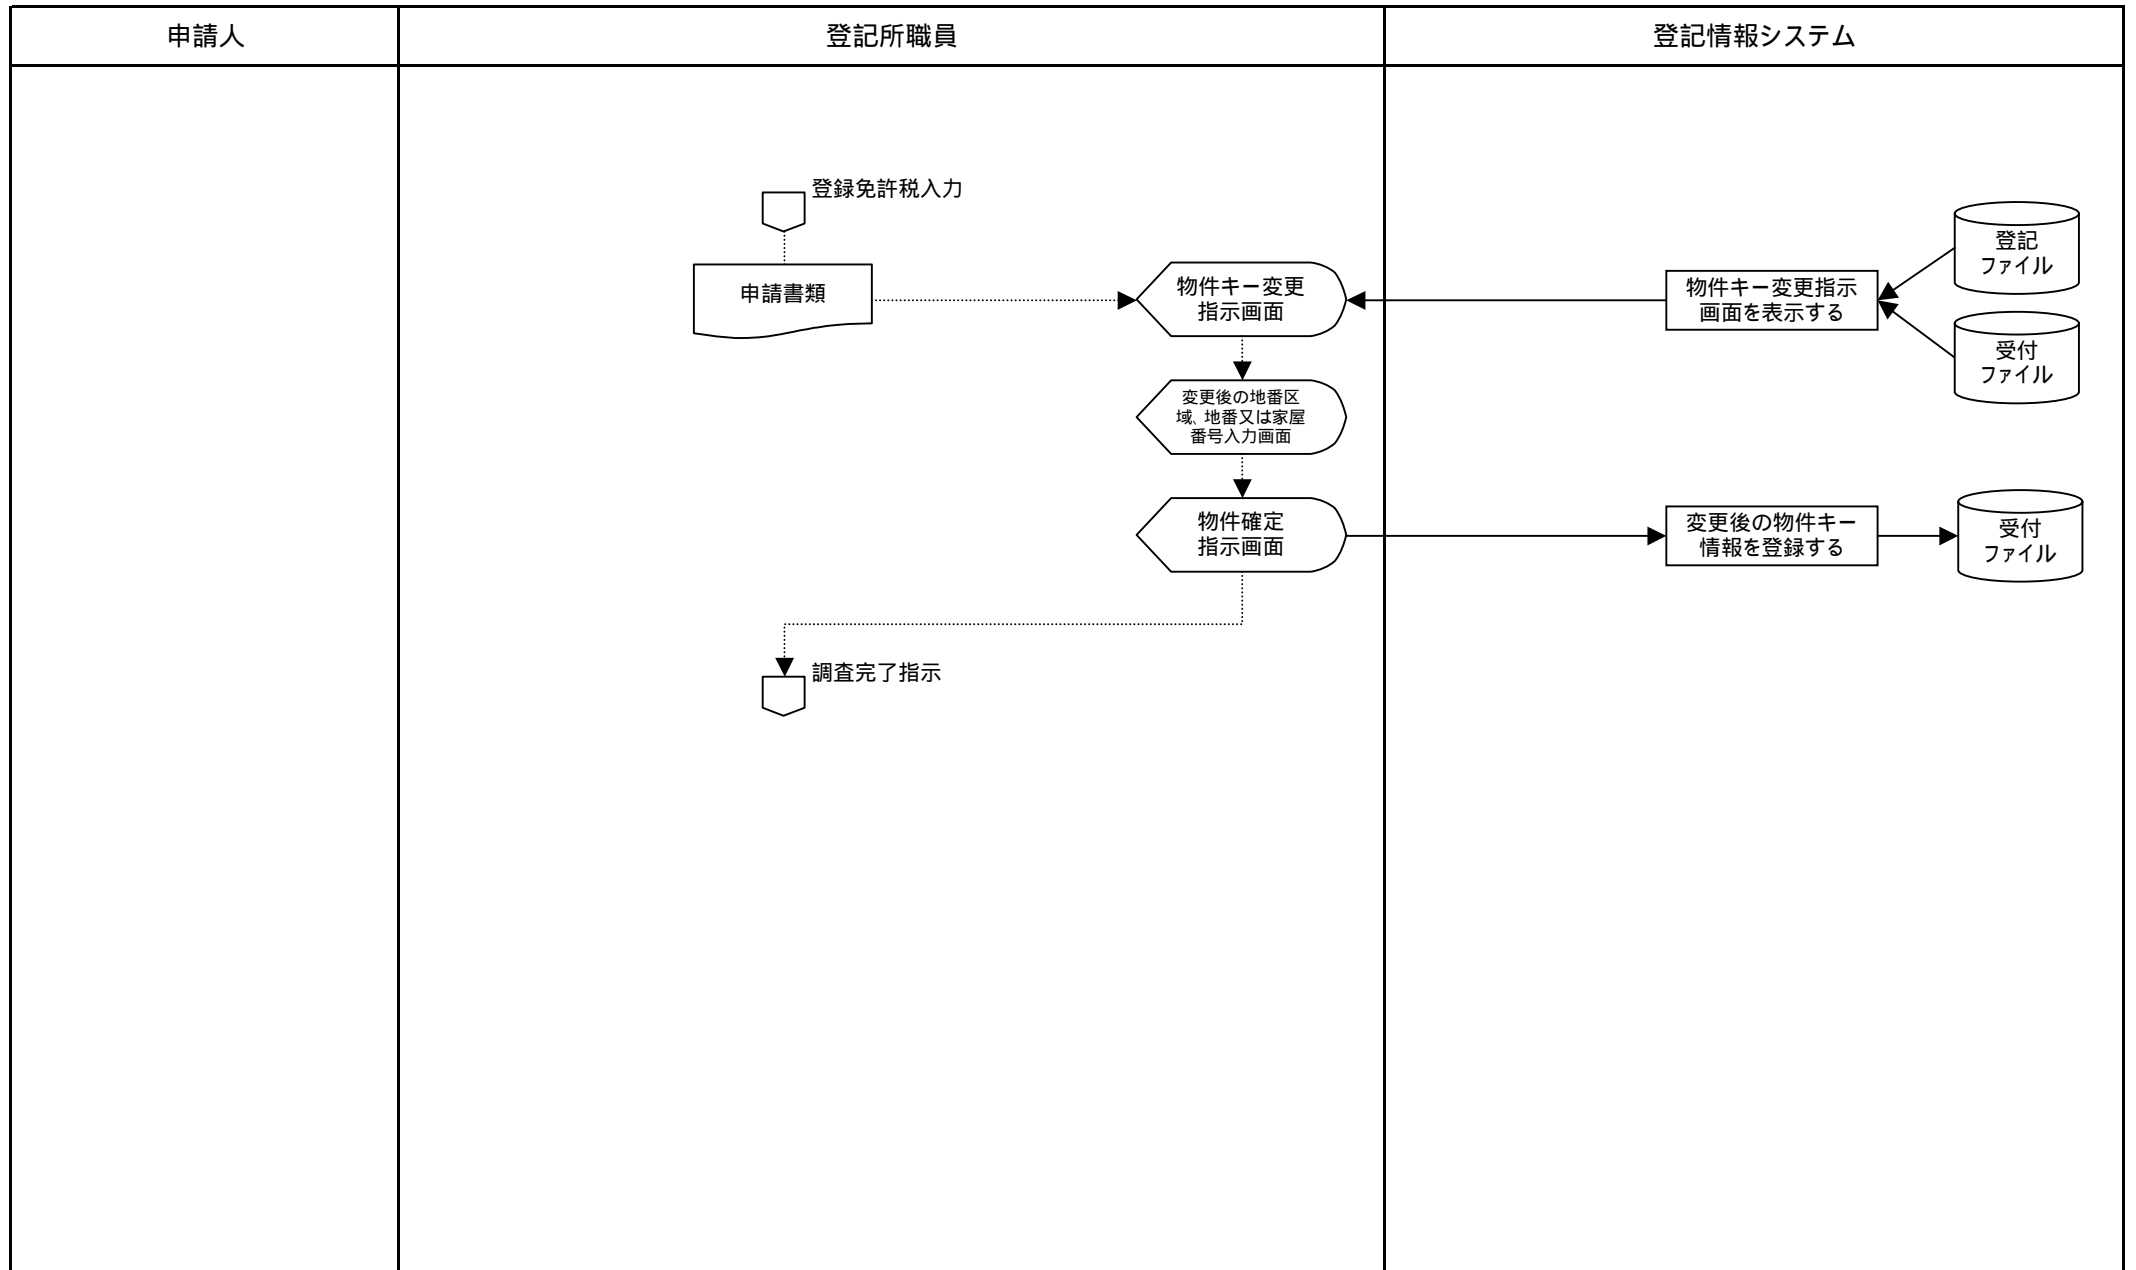 申請人
登記所職員
登記情報システム
登録免許税入力
申請書類
物件キー変更
指示画面
物件キー変更指示
画面を表示する
登記
ファイル
受付
ファイル
変更後の地番区
域、地番又は家屋
番号入力画面
物件確定
指示画面
変更後の物件キー
情報を登録する
受付
ファイル
調査完了指示